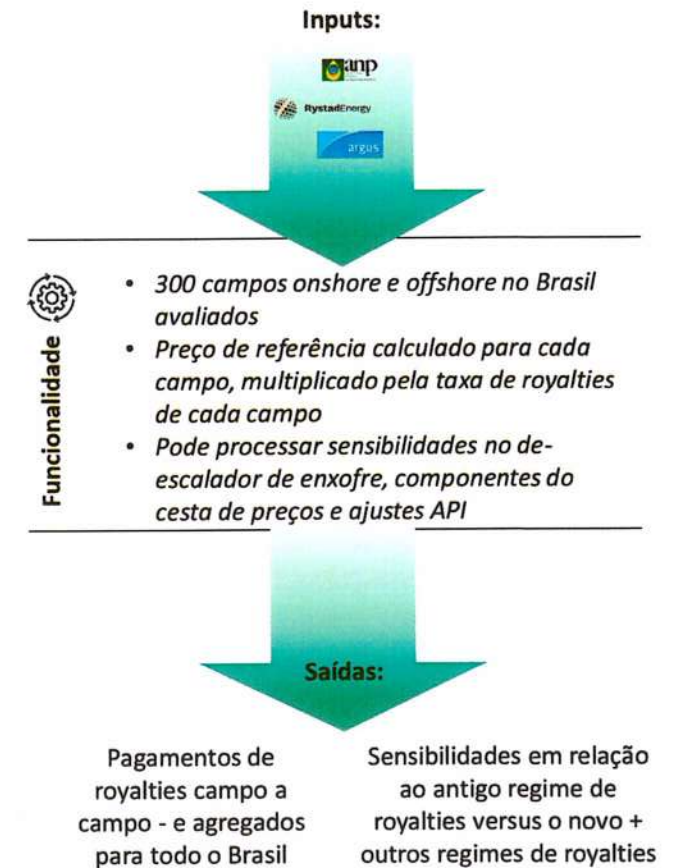 Inputs:
anp
RystadEnergy
argus
Funcionalidade
• 300 campos onshore e offshore no Brasil
avaliados
• Preço de referência calculado para cada
campo, multiplicado pela taxa de royalties
de cada campo
• Pode processar sensibilidades no de-
escalador de enxofre, componentes do
cesta de preços e ajustes API
Saídas:
Pagamentos de
royalties campo a
campo - e agregados
para todo o Brasil
Sensibilidades em relação
ao antigo regime de
royalties versus o novo +
outros regimes de royalties